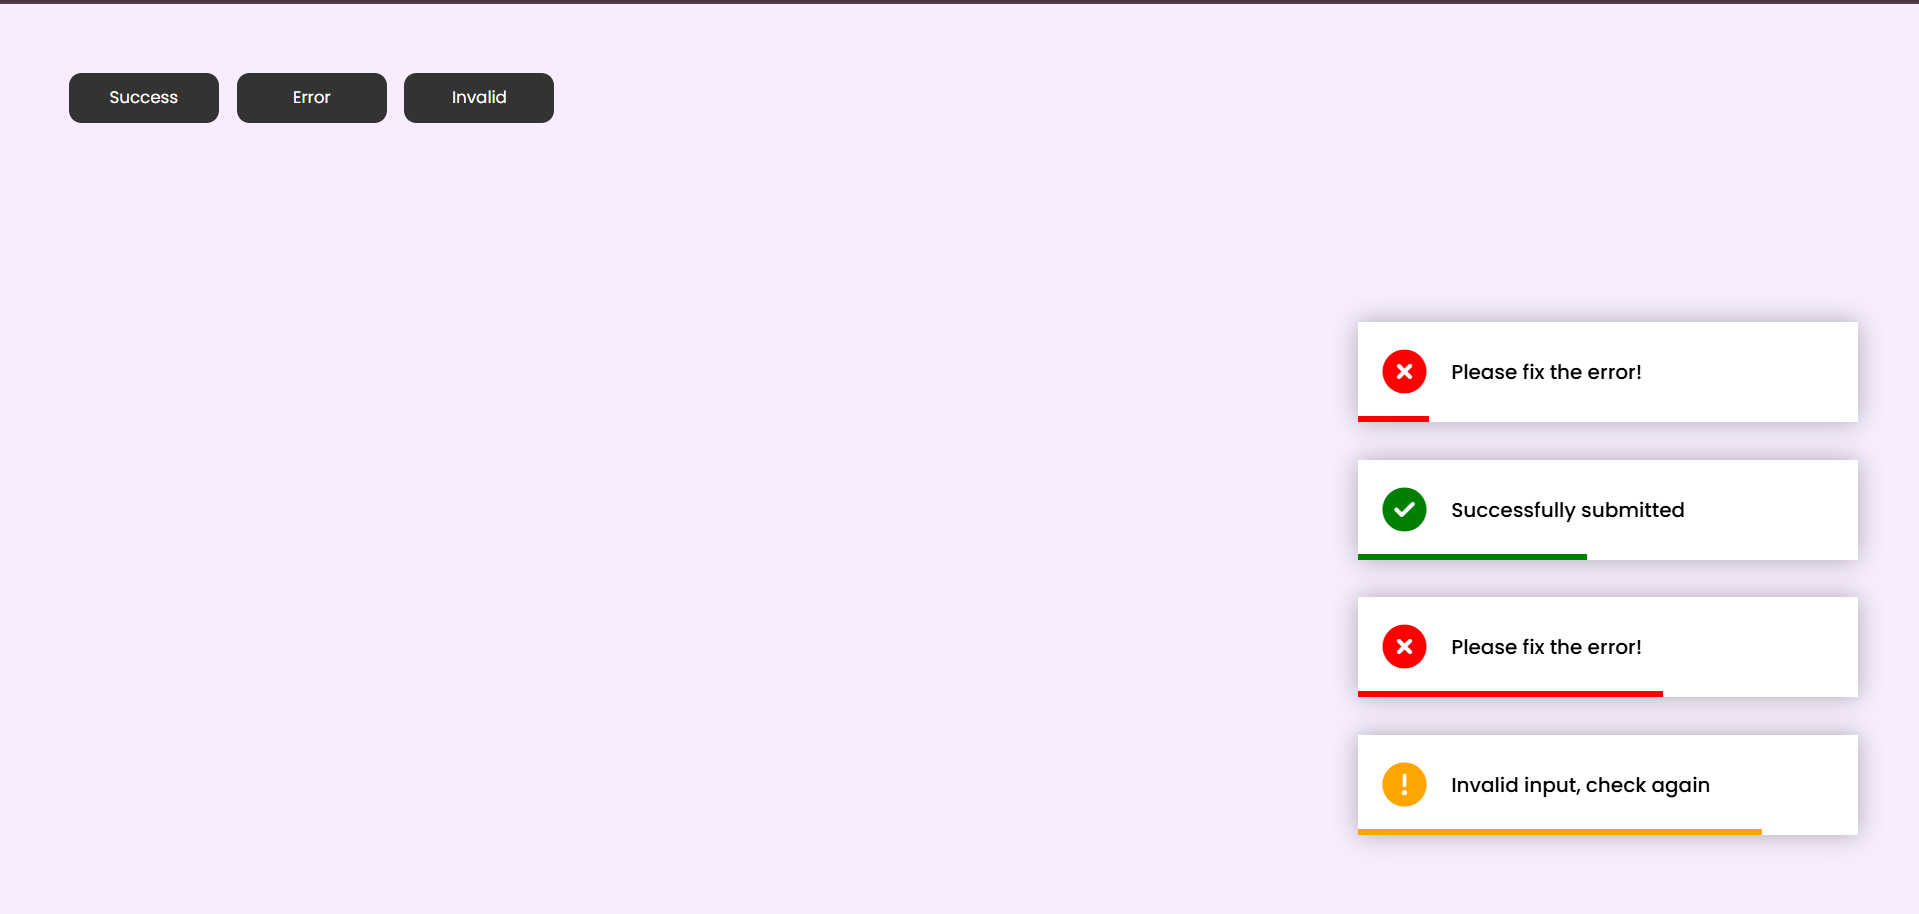 Success
Error
Invalid
Please fix the error!
Successfully submitted
Please fix the error!
Invalid input, check again